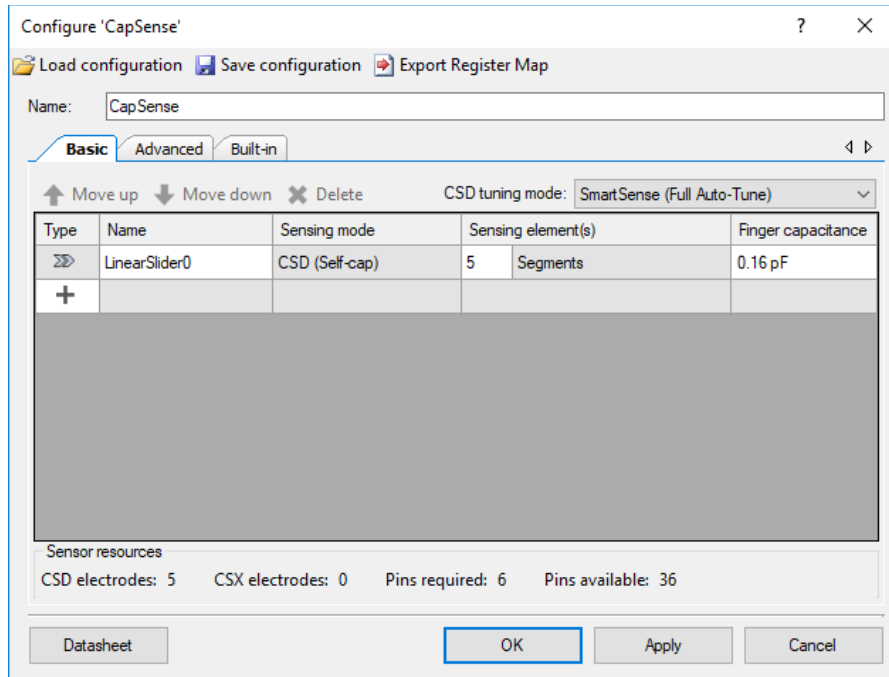 Configure 'CapSense' ?
Load configuration Save configuration Export Register Map
Name: CapSense
Basic Advanced Built-in
Move up Move down Delete CSD tuning mode: SmartSense (Full Auto-Tune)
Type Name Sensing mode Sensing element(s) Finger capacitance
LinearSlider0 CSD (Self-cap) 5 Segments 0.16 pF
Sensor resources
CSD electrodes: 5 CSX electrodes: 0 Pins required: 6 Pins available: 36
Datasheet OK Apply Cancel